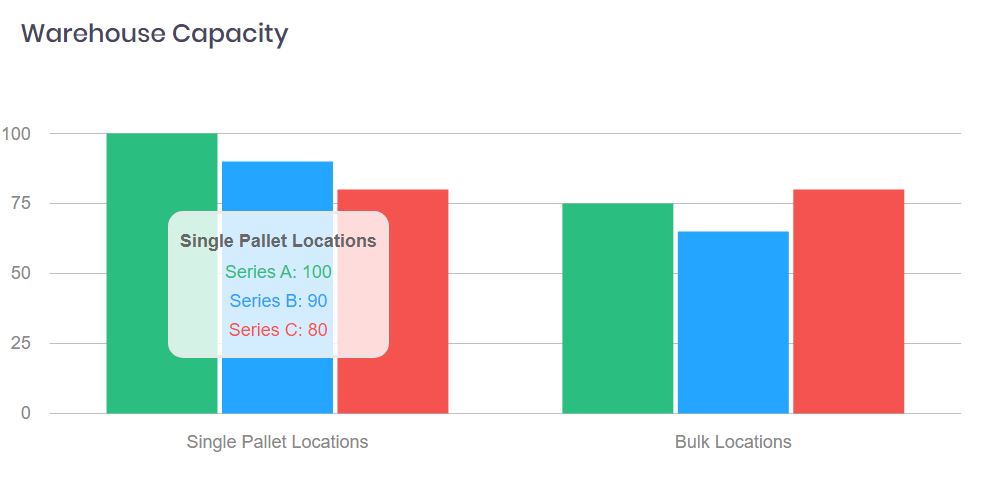 Warehouse Capacity
100
75
50
25
0
Single Pallet Locations
Series A: 100
Series B: 90
Series C: 80
Single Pallet Locations
Bulk Locations